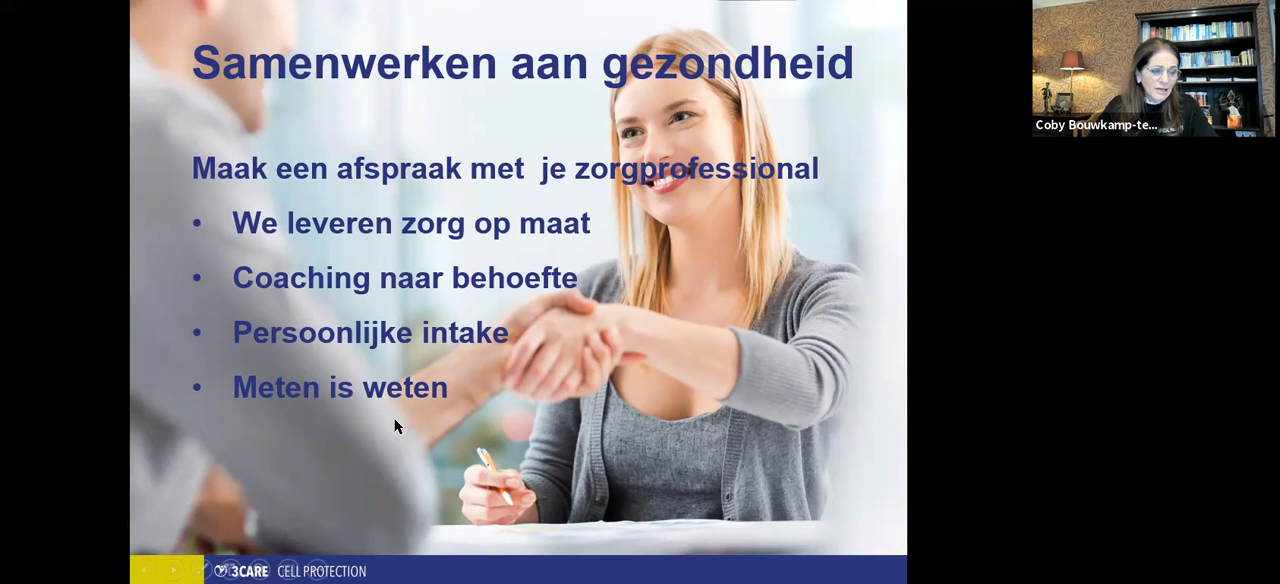 Samenwerken aan gezondheid
Maak een afspraak met  je zorgprofessional
• We leveren zorg op maat
• Coaching naar behoefte
• Persoonlijke intake
• Meten is weten
3CARE CELL PROTECTION
Coby Bouwkamp-te...